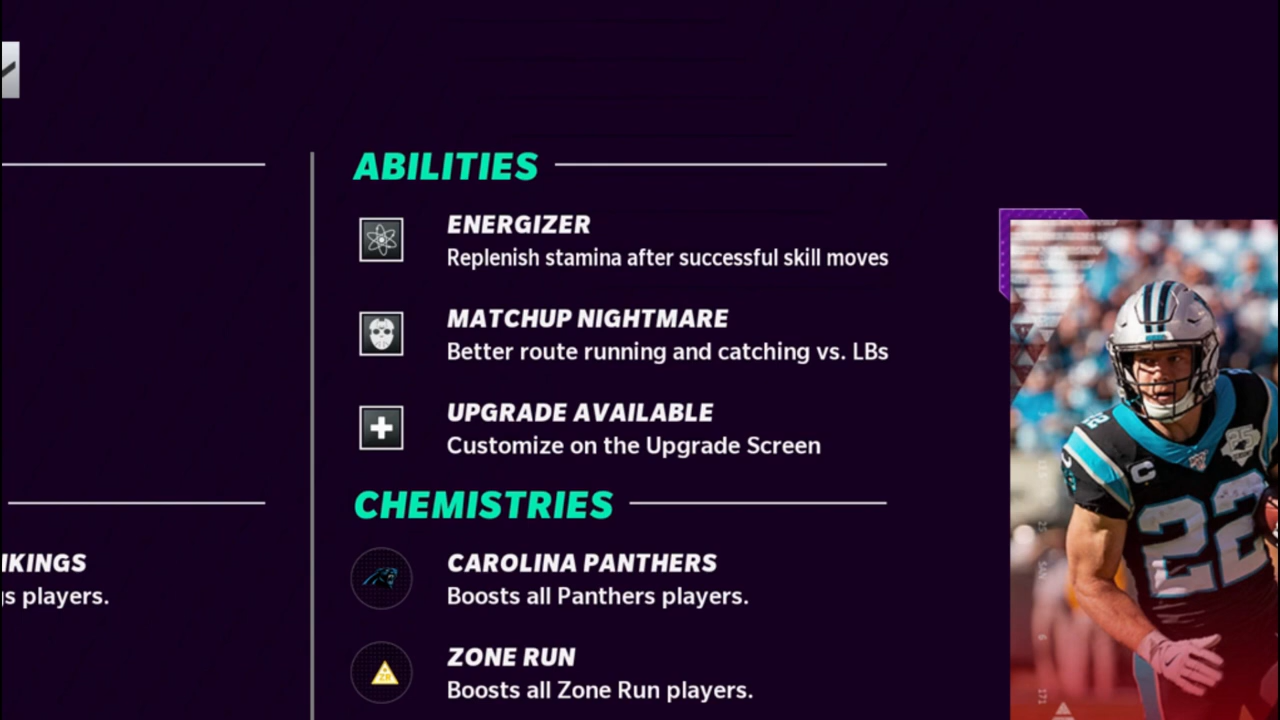 ABILITIES
ENERGIZER
Replenish stamina after successful skill moves
MATCHUP NIGHTMARE
Better route running and catching vs. LBs
UPGRADE AVAILABLE
Customize on the Upgrade Screen
CHEMISTRIES
IKINGS
s players.
CAROLINA PANTHERS
Boosts all Panthers players.
ZONE RUN
Boosts all Zone Run players.
ZR
22
22
C